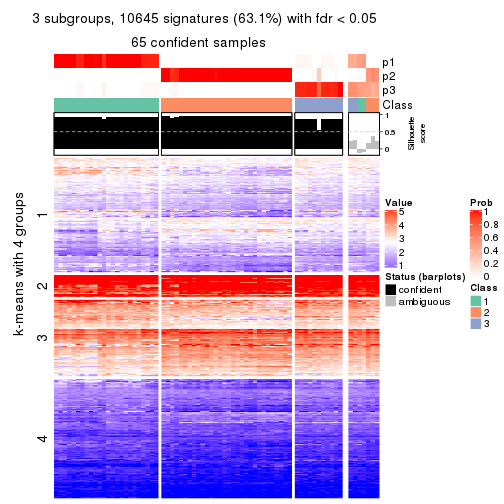 3 subgroups, 10645 signatures (63.1%) with fdr < 0.05
65 confident samples
p1
p2
p3
Class
1
0.5
0
Silhouette
score
k-means with 4 groups
1
2
3
4
Value
5
4
3
2
1
Status (barplots)
confident
ambiguous
Prob
1
0.8
0.6
0.4
0.2
0
Class
1
2
3